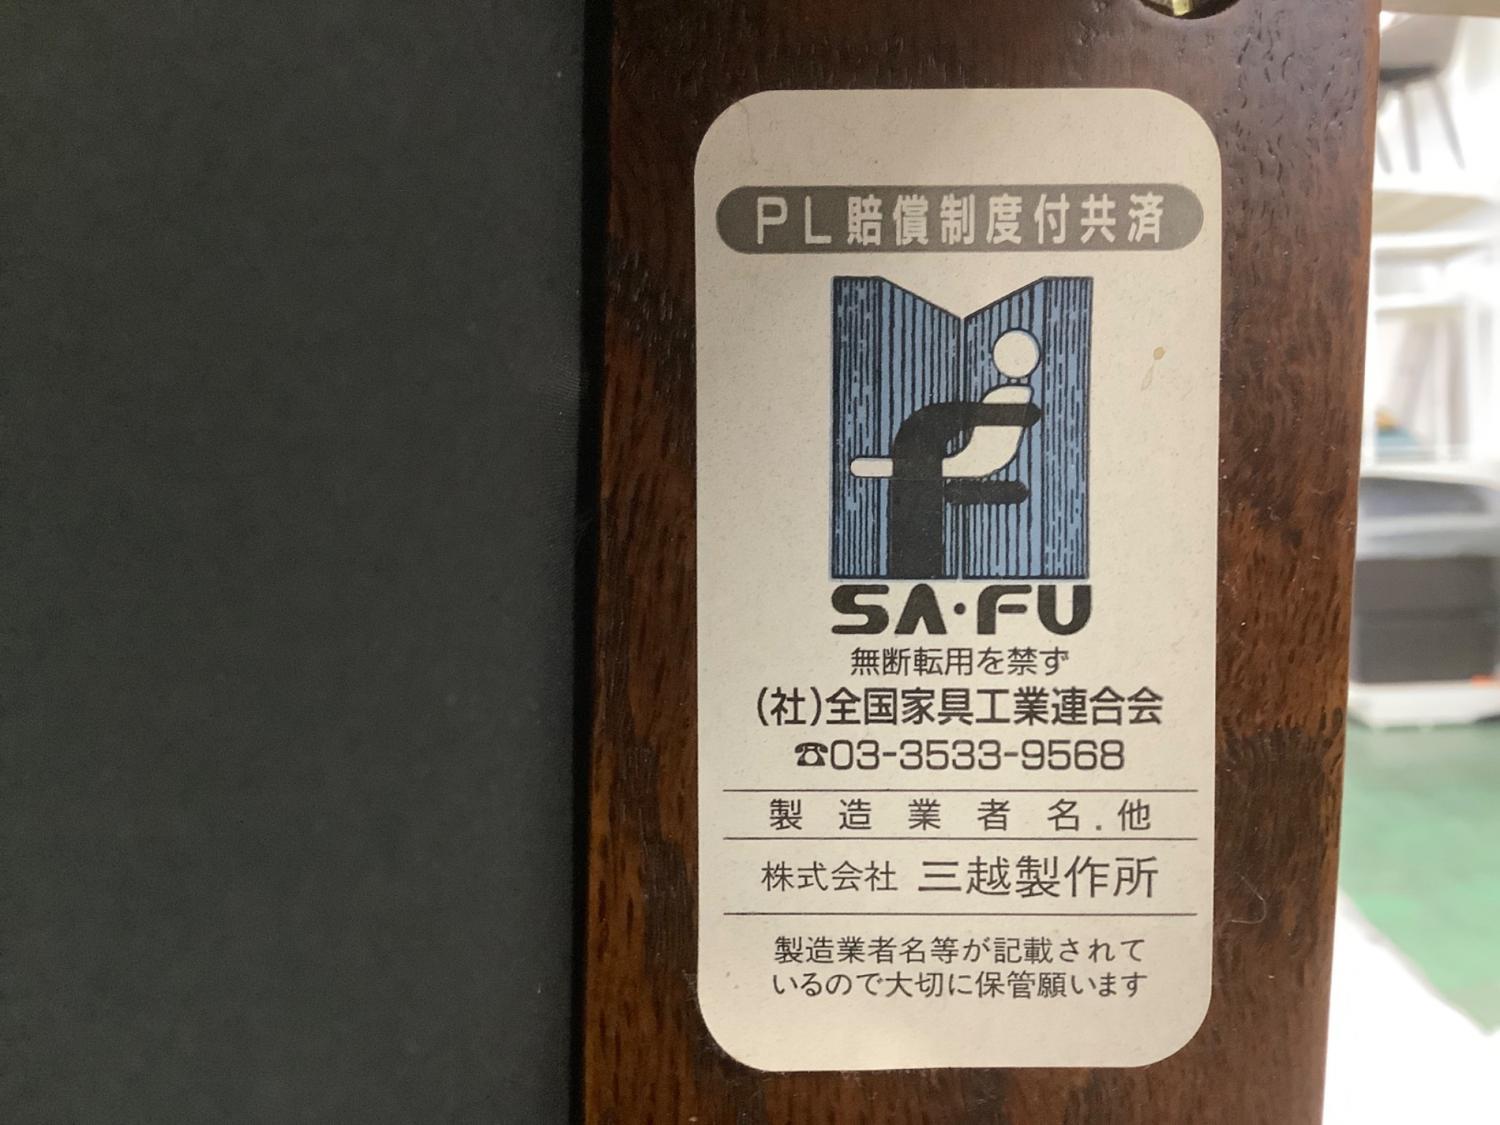 PL賠償制度付共済
SA・FU
無断転用を禁ず
(社)全国家具工業連合会
☎03-3533-9568
製造業者名.他
株式会社 三越製作所
製造業者名等が記載されて
いるので大切に保管願います